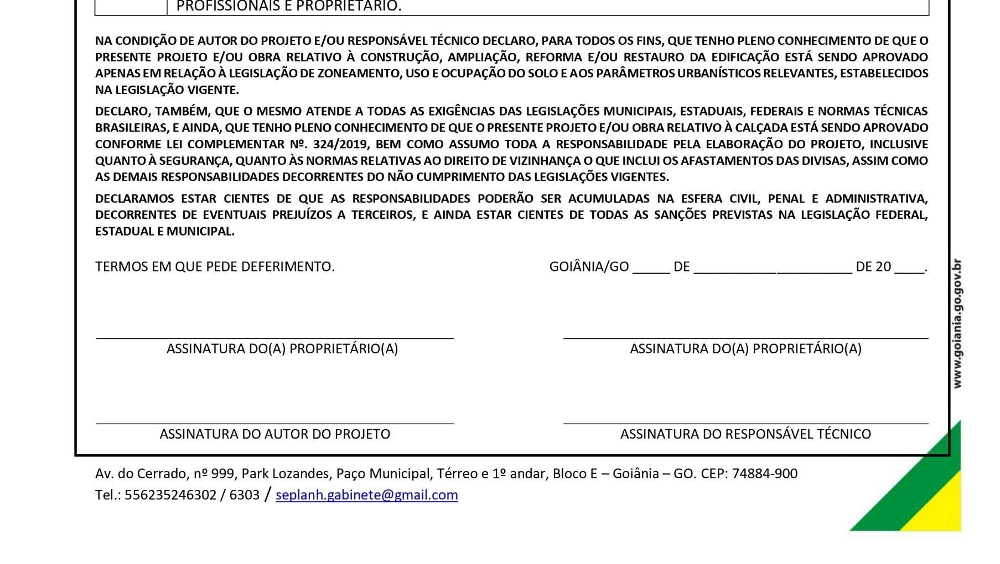 PROFISSIONAIS E PROPRIETÁRIO.
NA CONDIÇÃO DE AUTOR DO PROJETO E/OU RESPONSÁVEL TÉCNICO DECLARO, PARA TODOS OS FINS, QUE TENHO PLENO CONHECIMENTO DE QUE O
PRESENTE PROJETO E/OU OBRA RELATIVO À CONSTRUÇÃO, AMPLIAÇÃO, REFORMA E/OU RESTAURO DA EDIFICAÇÃO ESTÁ SENDO APROVADO
APENAS EM RELAÇÃO À LEGISLAÇÃO DE ZONEAMENTO, USO E OCUPAÇÃO DO SOLO E AOS PARÂMETROS URBANÍSTICOS RELEVANTES, ESTABELECIDOS
NA LEGISLAÇÃO VIGENTE.
DECLARO, TAMBÉM, QUE O MESMO ATENDE A TODAS AS EXIGÊNCIAS DAS LEGISLAÇÕES MUNICIPAIS, ESTADUAIS, FEDERAIS E NORMAS TÉCNICAS
BRASILEIRAS, E AINDA, QUE TENHO PLENO CONHECIMENTO DE QUE O PRESENTE PROJETO E/OU OBRA RELATIVO À CALÇADA ESTÁ SENDO APROVADO
CONFORME LEI COMPLEMENTAR Nº. 324/2019, BEM COMO ASSUMO TODA A RESPONSABILIDADE PELA ELABORAÇÃO DO PROJETO, INCLUSIVE
QUANTO À SEGURANÇA, QUANTO ÀS NORMAS RELATIVAS AO DIREITO DE VIZINHANÇA O QUE INCLUI OS AFASTAMENTOS DAS DIVISAS, ASSIM COMO
AS DEMAIS RESPONSABILIDADES DECORRENTES DO NÃO CUMPRIMENTO DAS LEGISLAÇÕES VIGENTES.
DECLARAMOS ESTAR CIENTES DE QUE AS RESPONSABILIDADES PODERÃO SER ACUMULADAS NA ESFERA CIVIL, PENAL E ADMINISTRATIVA,
DECORRENTES DE EVENTUAIS PREJUÍZOS A TERCEIROS, E AINDA ESTAR CIENTES DE TODAS AS SANÇÕES PREVISTAS NA LEGISLAÇÃO FEDERAL,
ESTADUAL E MUNICIPAL.
TERMOS EM QUE PEDE DEFERIMENTO.
GOIÂNIA/GO _____ DE _____________________ DE 20 ____.
ASSINATURA DO(A) PROPRIETÁRIO(A)
ASSINATURA DO(A) PROPRIETÁRIO(A)
ASSINATURA DO AUTOR DO PROJETO
ASSINATURA DO RESPONSÁVEL TÉCNICO
www.goiania.go.gov.br
Av. do Cerrado, nº 999, Park Lozandes, Paço Municipal, Térreo e 1º andar, Bloco E – Goiânia – GO. CEP: 74884-900
Tel.: 556235246302 / 6303 / seplanh.gabinete@gmail.com